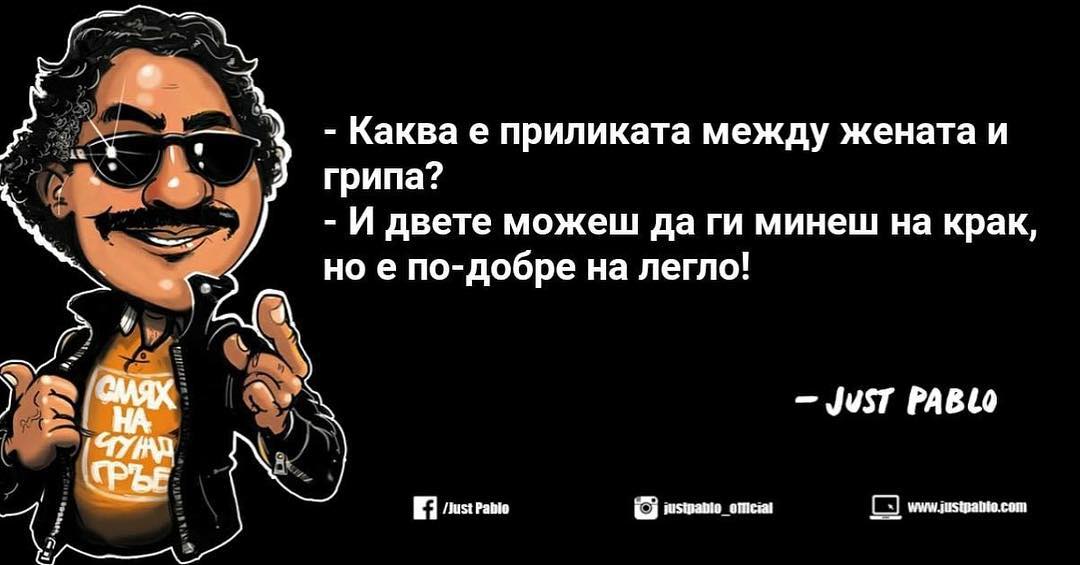 - Каква е приликата между жената и
грипа?
- И двете можеш да ги минеш на крак,
но е по-добре на легло!
СМЯХ
НА
ЧУЖД
ГРЪБ
- JUST PABLO
f /Just Pablo
justpablo_official
www.justpablo.com